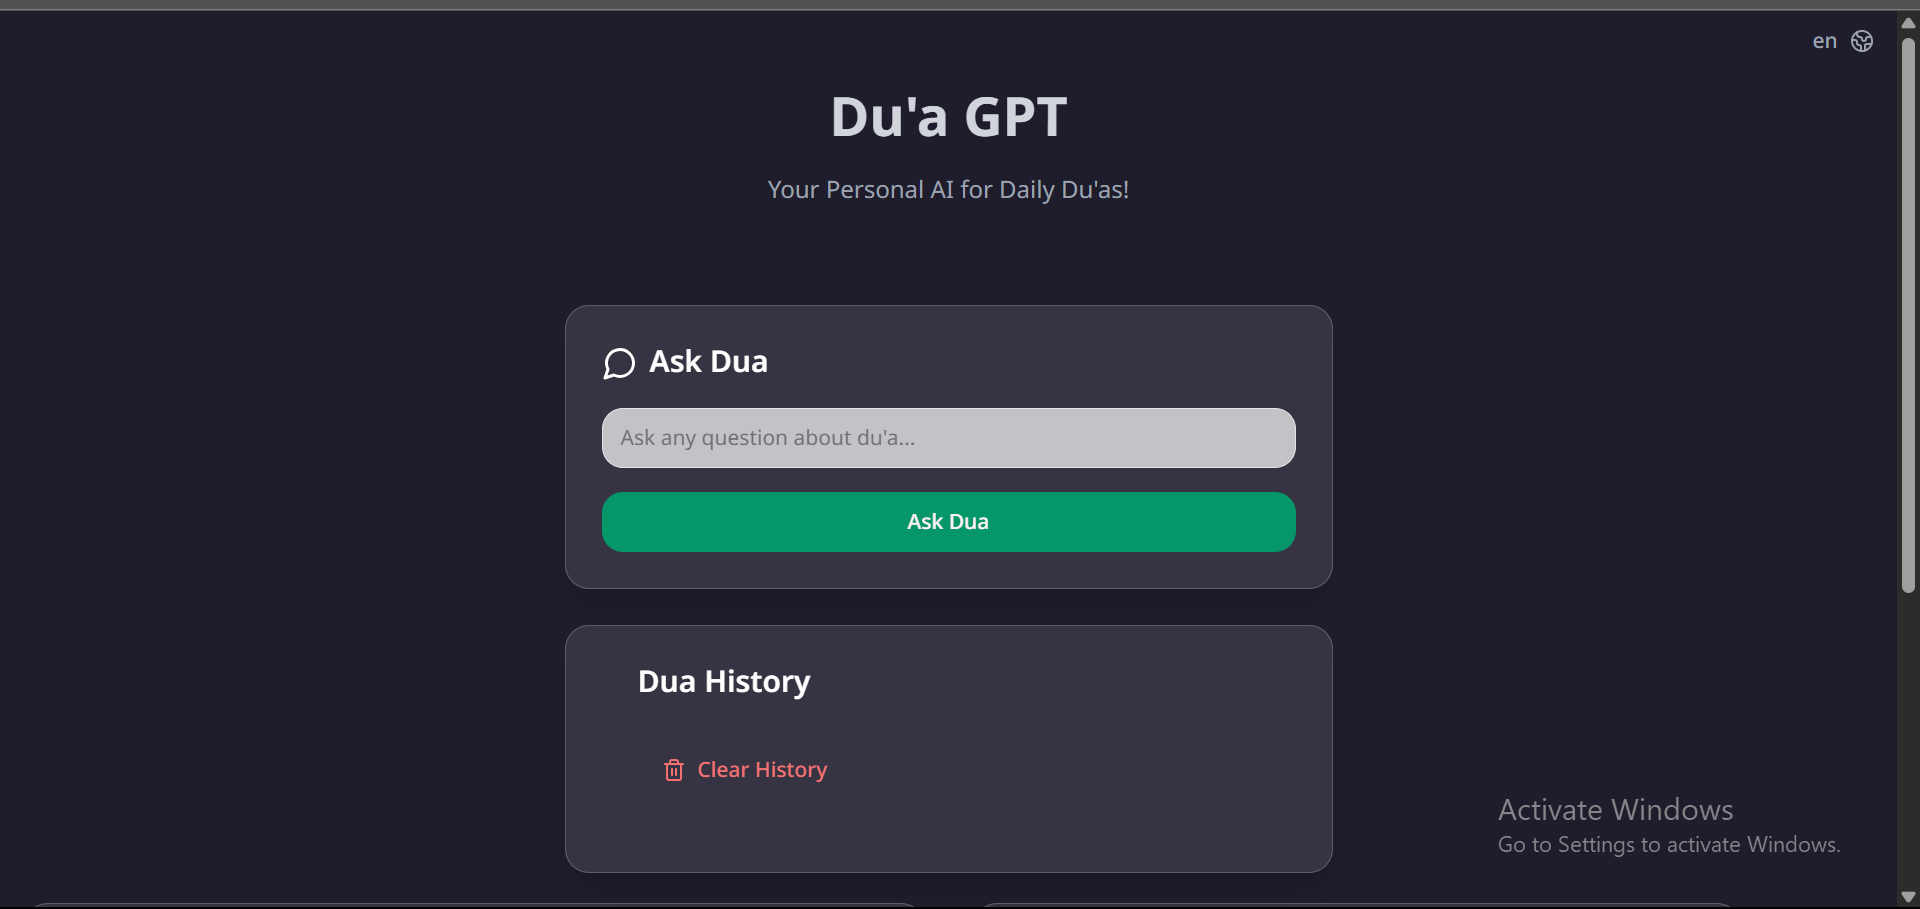 en
Du'a GPT
Your Personal AI for Daily Du'as!
Ask Dua
Ask any question about du'a...
Ask Dua
Dua History
Clear History
Activate Windows
Go to Settings to activate Windows.